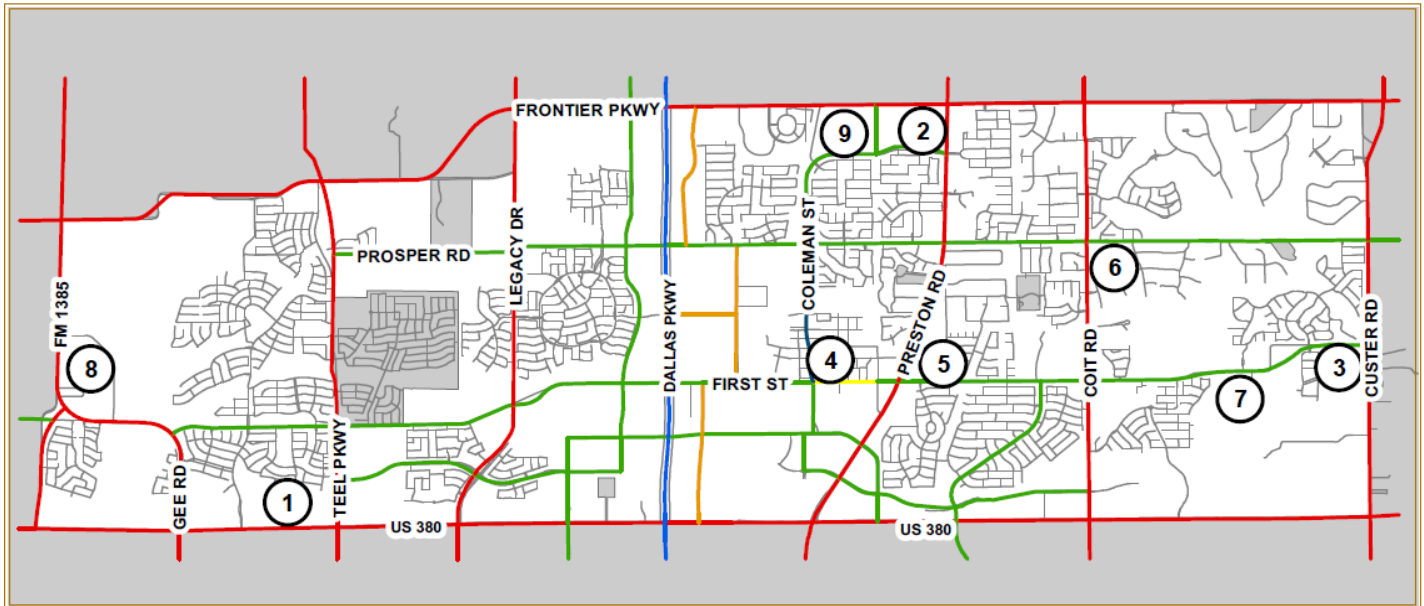 FRONTIER PKWY
9
2
COLEMAN ST
PROSPER RD
LEGACY DR
6
FM 1385
DALLAS PKWY
PRESTON RD
CUSTER RD
8
4
5
COIT RD
3
FIRST ST
7
GEE RD
TEEL PKWY
1
US 380
US 380